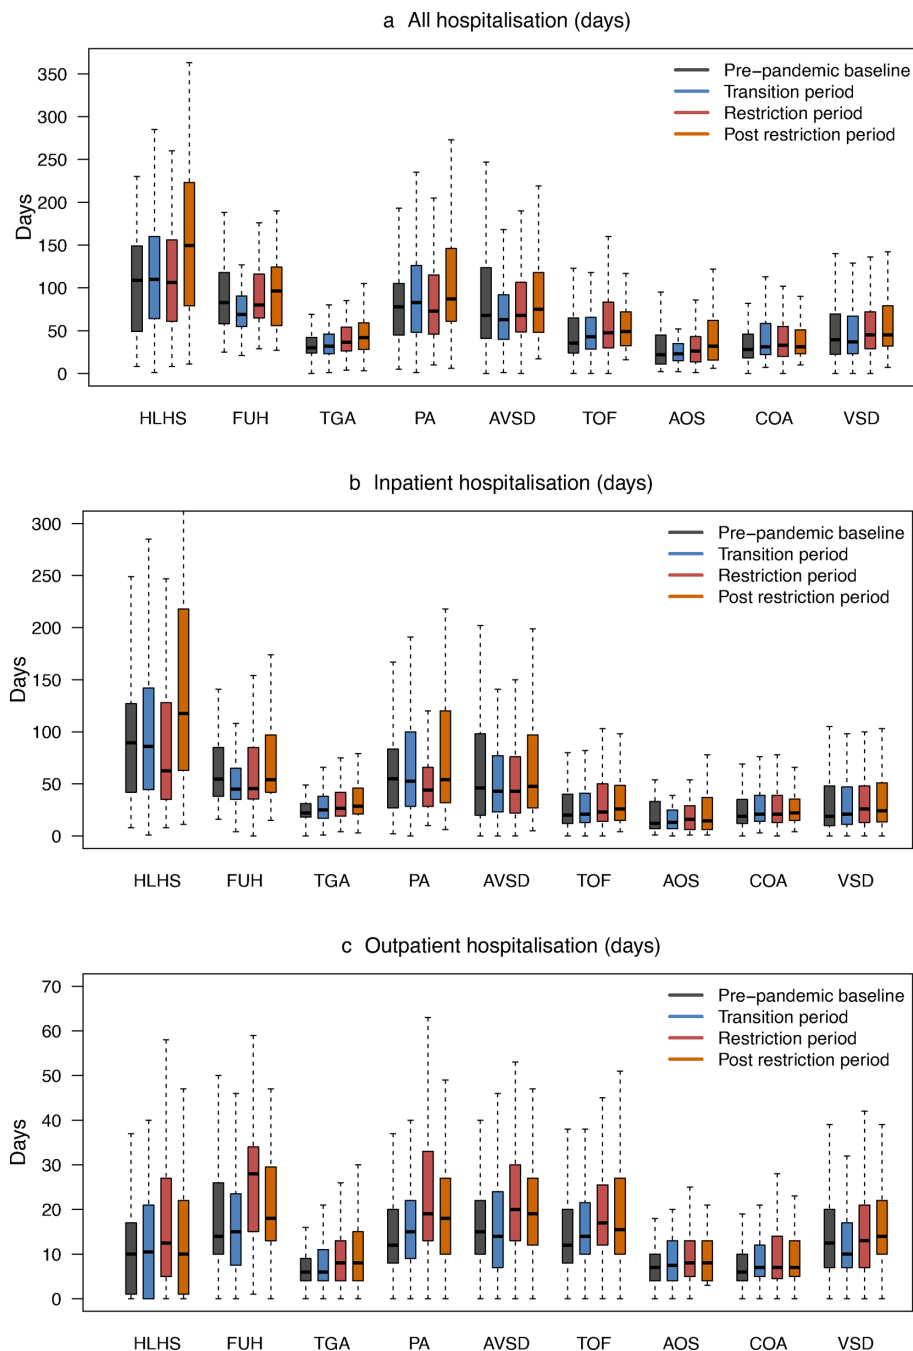 a All hospitalisation (days)
Days
350
300
250
200
150
100
50
0
Pre−pandemic baseline
Transition period
Restriction period
Post restriction period
HLHS FUH TGA PA AVSD TOF AOS COA VSD
b Inpatient hospitalisation (days)
Days
300
250
200
150
100
50
0
Pre−pandemic baseline
Transition period
Restriction period
Post restriction period
HLHS FUH TGA PA AVSD TOF AOS COA VSD
c Outpatient hospitalisation (days)
Days
70
60
50
40
30
20
10
0
Pre−pandemic baseline
Transition period
Restriction period
Post restriction period
HLHS FUH TGA PA AVSD TOF AOS COA VSD